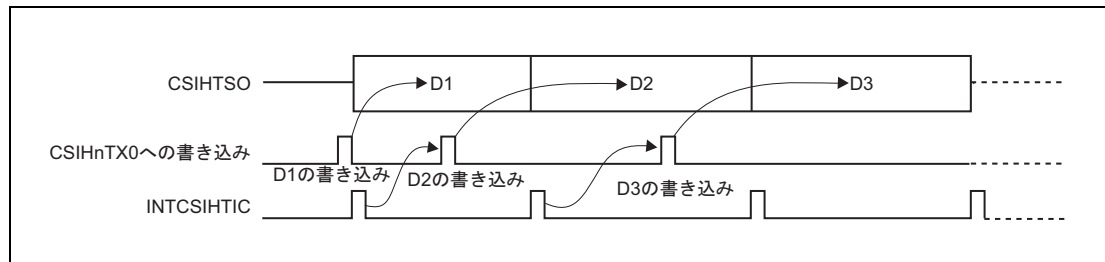 CSIHTSO
D1
D2
D3
CSIHnTX0への書き込み
D1の書き込み
D2の書き込み
D3の書き込み
INTCSIHTIC